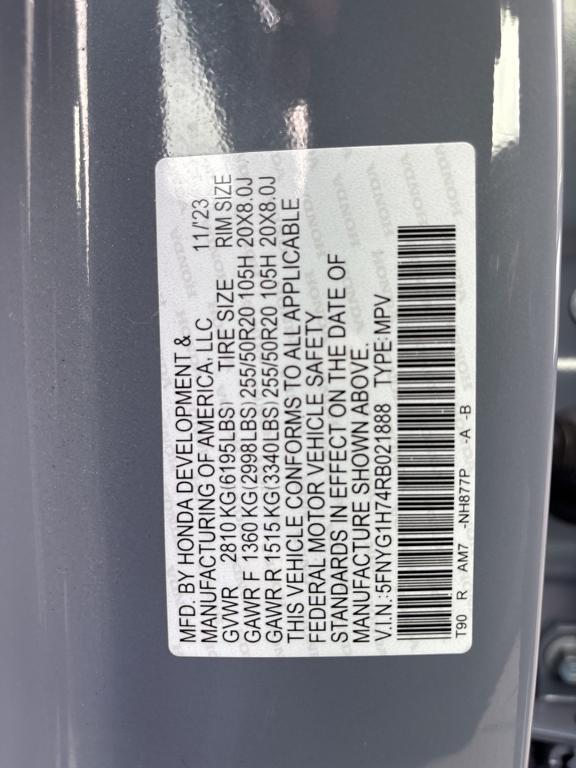 MFD. BY HONDA DEVELOPMENT &
MANUFACTURING OF AMERICA, LLC 11/'23
GVWR 2810 KG(6195LBS) TIRE SIZE RIM SIZE
GAWR F 1360 KG(2998LBS) 255/50R20 105H 20X8.0J
GAWR R 1515 KG(3340LBS) 255/50R20 105H 20X8.0J
THIS VEHICLE CONFORMS TO ALL APPLICABLE
FEDERAL MOTOR VEHICLE SAFETY
STANDARDS IN EFFECT ON THE DATE OF
MANUFACTURE SHOWN ABOVE.
V.I.N.:5FNYG1H74RB021888 TYPE:MPV
T90 R AM7 -NH877P -A -B